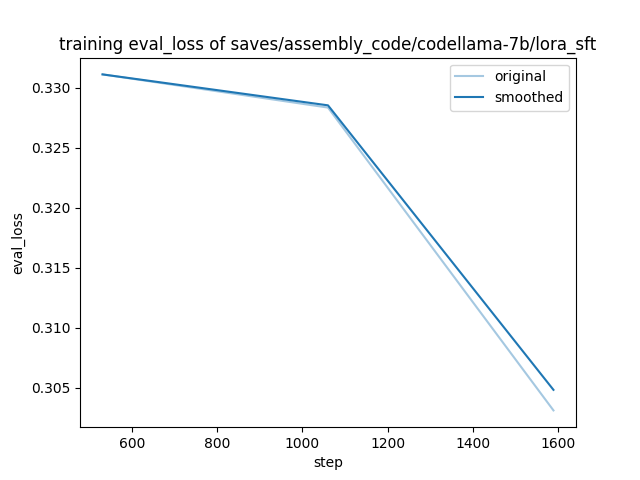 training eval_loss of saves/assembly_code/codellama-7b/lora_sft
original
smoothed
0.330
0.325
0.320
0.315
0.310
0.305
eval_loss
600
800
1000
1200
1400
1600
step